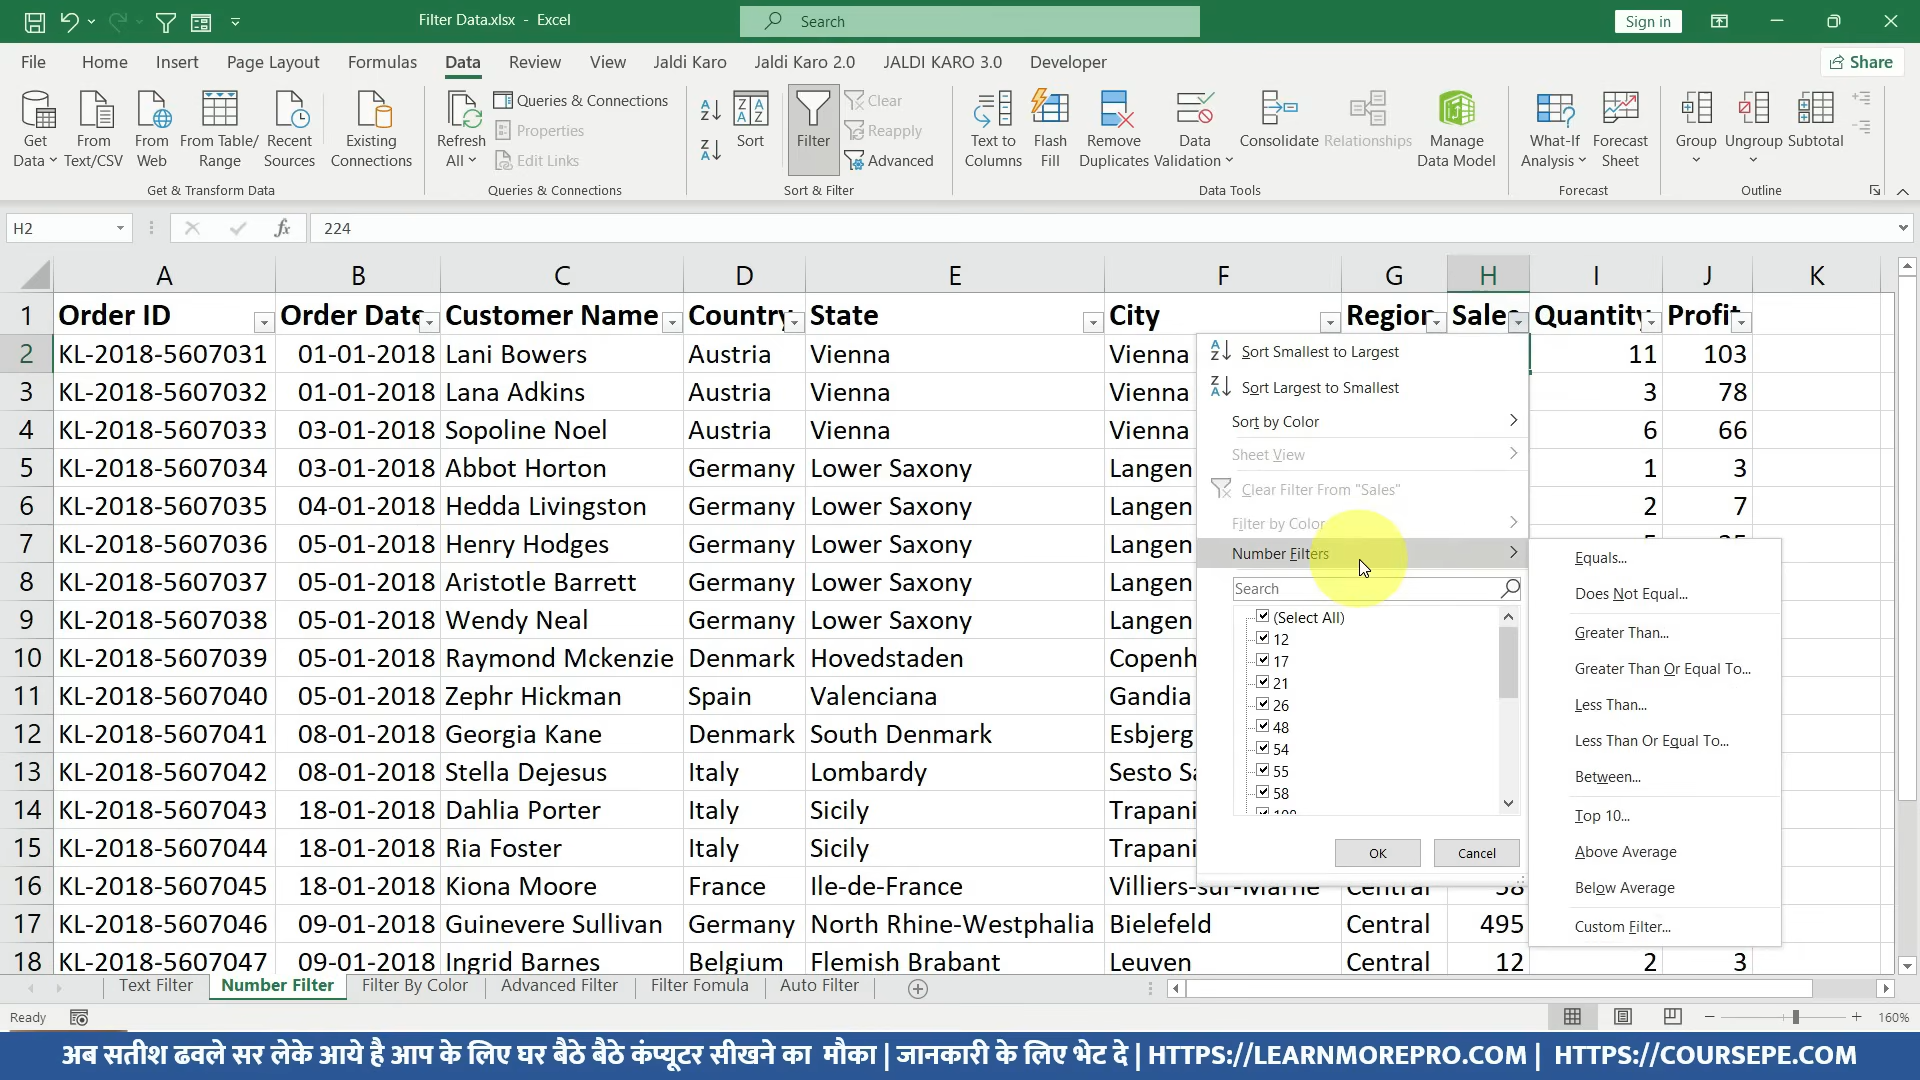 Filter Data.xlsx - Excel
Search
Sign in
File Home Insert Page Layout Formulas Data Review View Jaldi Karo Jaldi Karo 2.0 JALDI KARO 3.0 Developer
Share
Get Data
From Text/CSV
From Web
From Table/ Range
Recent Sources
Existing Connections
Get & Transform Data
Refresh All
Queries & Connections
Properties
Edit Links
Queries & Connections
Sort
Filter
Clear
Reapply
Advanced
Sort & Filter
Text to Columns
Flash Fill
Remove Duplicates
Data Validation
Consolidate
Relationships
Manage Data Model
Data Tools
What-If Analysis
Forecast Sheet
Forecast
Group
Ungroup
Subtotal
Outline
H2
fx
224
A B C D E F G H I J K
1 Order ID Order Date Customer Name Country State City Region Sales Quantity Profit
2 KL-2018-5607031 01-01-2018 Lani Bowers Austria Vienna Vienna 11 103
3 KL-2018-5607032 01-01-2018 Lana Adkins Austria Vienna Vienna 3 78
4 KL-2018-5607033 03-01-2018 Sopoline Noel Austria Vienna Vienna 6 66
5 KL-2018-5607034 03-01-2018 Abbot Horton Germany Lower Saxony Langen 1 3
6 KL-2018-5607035 04-01-2018 Hedda Livingston Germany Lower Saxony Langen 2 7
7 KL-2018-5607036 05-01-2018 Henry Hodges Germany Lower Saxony Langen
8 KL-2018-5607037 05-01-2018 Aristotle Barrett Germany Lower Saxony Langen
9 KL-2018-5607038 05-01-2018 Wendy Neal Germany Lower Saxony Langen
10 KL-2018-5607039 05-01-2018 Raymond Mckenzie Denmark Hovedstaden Copenh
11 KL-2018-5607040 05-01-2018 Zephr Hickman Spain Valenciana Gandia
12 KL-2018-5607041 08-01-2018 Georgia Kane Denmark South Denmark Esbjerg
13 KL-2018-5607042 08-01-2018 Stella Dejesus Italy Lombardy Sesto Sa
14 KL-2018-5607043 18-01-2018 Dahlia Porter Italy Sicily Trapani
15 KL-2018-5607044 18-01-2018 Ria Foster Italy Sicily Trapani
16 KL-2018-5607045 18-01-2018 Kiona Moore France Ile-de-France Villiers-sur-Marne Central 58
17 KL-2018-5607046 09-01-2018 Guinevere Sullivan Germany North Rhine-Westphalia Bielefeld Central 495
18 KL-2018-5607047 09-01-2018 Ingrid Barnes Belgium Flemish Brabant Leuven Central 12 2 3
Sort Smallest to Largest
Sort Largest to Smallest
Sort by Color
Sheet View
Clear Filter From "Sales"
Filter by Color
Number Filters
Search
(Select All)
12
17
21
26
48
54
55
58
OK Cancel
Equals...
Does Not Equal...
Greater Than...
Greater Than Or Equal To...
Less Than...
Less Than Or Equal To...
Between...
Top 10...
Above Average
Below Average
Custom Filter...
Text Filter Number Filter Filter By Color Advanced Filter Filter Fomula Auto Filter
Ready
160%
अब सतीश ढवले सर लेके आये है आप के लिए घर बैठे बैठे कंप्यूटर सीखने का मौका | जानकारी के लिए भेट दे | HTTPS://LEARNMOREPRO.COM | HTTPS://COURSEPE.COM